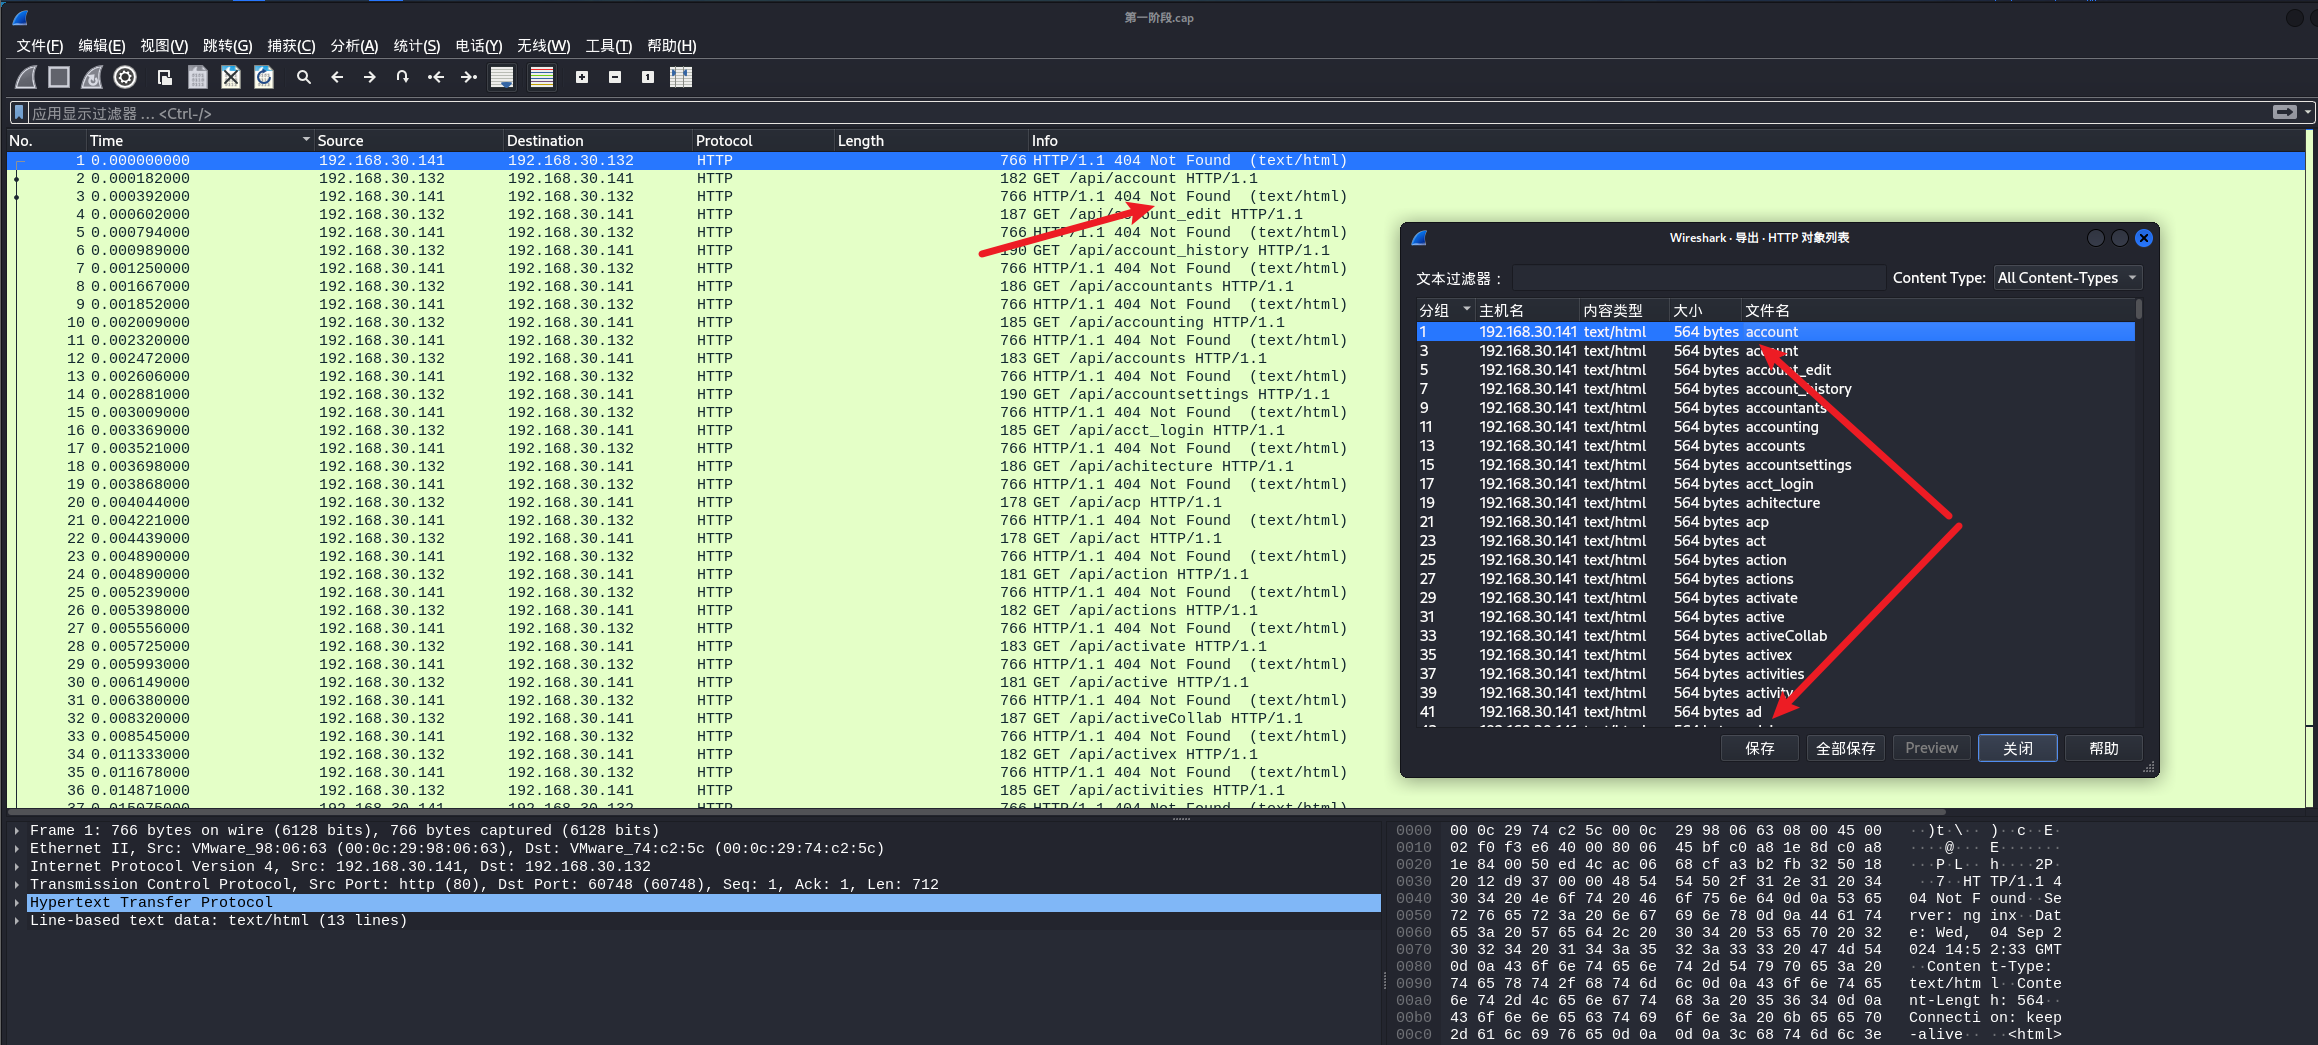 第一阶段.cap
文件(F) 编辑(E) 视图(V) 跳转(G) 捕获(C) 分析(A) 统计(S) 电话(Y) 无线(W) 工具(T) 帮助(H)
应用显示过滤器 … <Ctrl-/>
No. Time Source Destination Protocol Length Info
1 0.000000000 192.168.30.141 192.168.30.132 HTTP 766 HTTP/1.1 404 Not Found (text/html)
2 0.000182000 192.168.30.132 192.168.30.141 HTTP 182 GET /api/account HTTP/1.1
3 0.000392000 192.168.30.141 192.168.30.132 HTTP 766 HTTP/1.1 404 Not Found (text/html)
4 0.000602000 192.168.30.132 192.168.30.141 HTTP 187 GET /api/account_edit HTTP/1.1
5 0.000794000 192.168.30.141 192.168.30.132 HTTP 766 HTTP/1.1 404 Not Found (text/html)
6 0.000989000 192.168.30.132 192.168.30.141 HTTP 190 GET /api/account_history HTTP/1.1
7 0.001250000 192.168.30.141 192.168.30.132 HTTP 766 HTTP/1.1 404 Not Found (text/html)
8 0.001667000 192.168.30.132 192.168.30.141 HTTP 186 GET /api/accountants HTTP/1.1
9 0.001852000 192.168.30.141 192.168.30.132 HTTP 766 HTTP/1.1 404 Not Found (text/html)
10 0.002009000 192.168.30.132 192.168.30.141 HTTP 185 GET /api/accounting HTTP/1.1
11 0.002320000 192.168.30.141 192.168.30.132 HTTP 766 HTTP/1.1 404 Not Found (text/html)
12 0.002472000 192.168.30.132 192.168.30.141 HTTP 183 GET /api/accounts HTTP/1.1
13 0.002606000 192.168.30.141 192.168.30.132 HTTP 766 HTTP/1.1 404 Not Found (text/html)
14 0.002881000 192.168.30.132 192.168.30.141 HTTP 190 GET /api/accountsettings HTTP/1.1
15 0.003009000 192.168.30.141 192.168.30.132 HTTP 766 HTTP/1.1 404 Not Found (text/html)
16 0.003369000 192.168.30.132 192.168.30.141 HTTP 185 GET /api/acct_login HTTP/1.1
17 0.003521000 192.168.30.141 192.168.30.132 HTTP 766 HTTP/1.1 404 Not Found (text/html)
18 0.003698000 192.168.30.132 192.168.30.141 HTTP 186 GET /api/achitecture HTTP/1.1
19 0.003868000 192.168.30.141 192.168.30.132 HTTP 766 HTTP/1.1 404 Not Found (text/html)
20 0.004044000 192.168.30.132 192.168.30.141 HTTP 178 GET /api/acp HTTP/1.1
21 0.004221000 192.168.30.141 192.168.30.132 HTTP 766 HTTP/1.1 404 Not Found (text/html)
22 0.004439000 192.168.30.132 192.168.30.141 HTTP 178 GET /api/act HTTP/1.1
23 0.004890000 192.168.30.141 192.168.30.132 HTTP 766 HTTP/1.1 404 Not Found (text/html)
24 0.004890000 192.168.30.132 192.168.30.141 HTTP 181 GET /api/action HTTP/1.1
25 0.005239000 192.168.30.141 192.168.30.132 HTTP 766 HTTP/1.1 404 Not Found (text/html)
26 0.005398000 192.168.30.132 192.168.30.141 HTTP 182 GET /api/actions HTTP/1.1
27 0.005556000 192.168.30.141 192.168.30.132 HTTP 766 HTTP/1.1 404 Not Found (text/html)
28 0.005725000 192.168.30.132 192.168.30.141 HTTP 183 GET /api/activate HTTP/1.1
29 0.005993000 192.168.30.141 192.168.30.132 HTTP 766 HTTP/1.1 404 Not Found (text/html)
30 0.006149000 192.168.30.132 192.168.30.141 HTTP 181 GET /api/active HTTP/1.1
31 0.006380000 192.168.30.141 192.168.30.132 HTTP 766 HTTP/1.1 404 Not Found (text/html)
32 0.008320000 192.168.30.132 192.168.30.141 HTTP 187 GET /api/activeCollab HTTP/1.1
33 0.008545000 192.168.30.141 192.168.30.132 HTTP 766 HTTP/1.1 404 Not Found (text/html)
34 0.011333000 192.168.30.132 192.168.30.141 HTTP 182 GET /api/activex HTTP/1.1
35 0.011678000 192.168.30.141 192.168.30.132 HTTP 766 HTTP/1.1 404 Not Found (text/html)
36 0.014871000 192.168.30.132 192.168.30.141 HTTP 185 GET /api/activities HTTP/1.1
37 0.015075000 192.168.30.141 192.168.30.132 HTTP 766 HTTP/1.1 404 Not Found (text/html)
Wireshark · 导出 · HTTP 对象列表
文本过滤器： Content Type: All Content-Types
分组 主机名 内容类型 大小 文件名
1 192.168.30.141 text/html 564 bytes account
3 192.168.30.141 text/html 564 bytes account
5 192.168.30.141 text/html 564 bytes account_edit
7 192.168.30.141 text/html 564 bytes account_history
9 192.168.30.141 text/html 564 bytes accountants
11 192.168.30.141 text/html 564 bytes accounting
13 192.168.30.141 text/html 564 bytes accounts
15 192.168.30.141 text/html 564 bytes accountsettings
17 192.168.30.141 text/html 564 bytes acct_login
19 192.168.30.141 text/html 564 bytes achitecture
21 192.168.30.141 text/html 564 bytes acp
23 192.168.30.141 text/html 564 bytes act
25 192.168.30.141 text/html 564 bytes action
27 192.168.30.141 text/html 564 bytes actions
29 192.168.30.141 text/html 564 bytes activate
31 192.168.30.141 text/html 564 bytes active
33 192.168.30.141 text/html 564 bytes activeCollab
35 192.168.30.141 text/html 564 bytes activex
37 192.168.30.141 text/html 564 bytes activities
39 192.168.30.141 text/html 564 bytes activity
41 192.168.30.141 text/html 564 bytes ad
保存 全部保存 Preview 关闭 帮助
Frame 1: 766 bytes on wire (6128 bits), 766 bytes captured (6128 bits)
Ethernet II, Src: VMware_98:06:63 (00:0c:29:98:06:63), Dst: VMware_74:c2:5c (00:0c:29:74:c2:5c)
Internet Protocol Version 4, Src: 192.168.30.141, Dst: 192.168.30.132
Transmission Control Protocol, Src Port: http (80), Dst Port: 60748 (60748), Seq: 1, Ack: 1, Len: 712
Hypertext Transfer Protocol
Line-based text data: text/html (13 lines)
0000 00 0c 29 74 c2 5c 00 0c 29 98 06 63 08 00 45 00 ··)t·\·· )··c··E·
0010 02 f0 f3 e6 40 00 80 06 45 bf c0 a8 1e 8d c0 a8 ····@··· E·······
0020 1e 84 00 50 ed 4c ac 06 68 cf a3 b2 fb 32 50 18 ···P·L·· h····2P·
0030 20 12 d9 37 00 00 48 54 54 50 2f 31 2e 31 20 34 ··7··HT TP/1.1 4
0040 30 34 20 4e 6f 74 20 46 6f 75 6e 64 0d 0a 53 65 04 Not F ound··Se
0050 72 76 65 72 3a 20 6e 67 69 6e 78 0d 0a 44 61 74 rver: ng inx··Dat
0060 65 3a 20 57 65 64 2c 20 30 34 20 53 65 70 20 32 e: Wed, 04 Sep 2
0070 30 32 34 20 31 34 3a 35 32 3a 33 33 20 47 4d 54 024 14:5 2:33 GMT
0080 0d 0a 43 6f 6e 74 65 6e 74 2d 54 79 70 65 3a 20 ··Conten t-Type:
0090 74 65 78 74 2f 68 74 6d 6c 0d 0a 43 6f 6e 74 65 text/htm l··Conte
00a0 6e 74 2d 4c 65 6e 67 74 68 3a 20 35 36 34 0d 0a nt-Lengt h: 564··
00b0 43 6f 6e 6e 65 63 74 69 6f 6e 3a 20 6b 65 65 70 Connecti on: keep
00c0 2d 61 6c 69 76 65 0d 0a 0d 0a 3c 68 74 6d 6c 3e -alive·· ··<html>